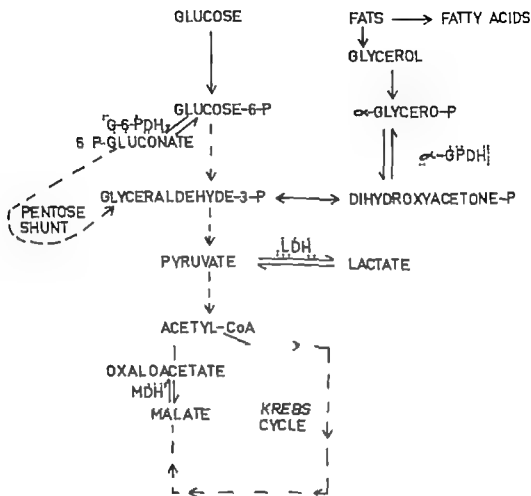 GLUCOSE
FATS → FATTY ACIDS
GLYCEROL
GLUCOSE-6-P
α-GLYCERO-P
G-6-PDH
6 P-GLUCONATE
α-GPDH
GLYCERALDEHYDE-3-P
DIHYDROXYACETONE-P
PENTOSE
SHUNT
LDH
PYRUVATE
LACTATE
ACETYL-CoA
OXALOACETATE
MDH
MALATE
KREBS
CYCLE